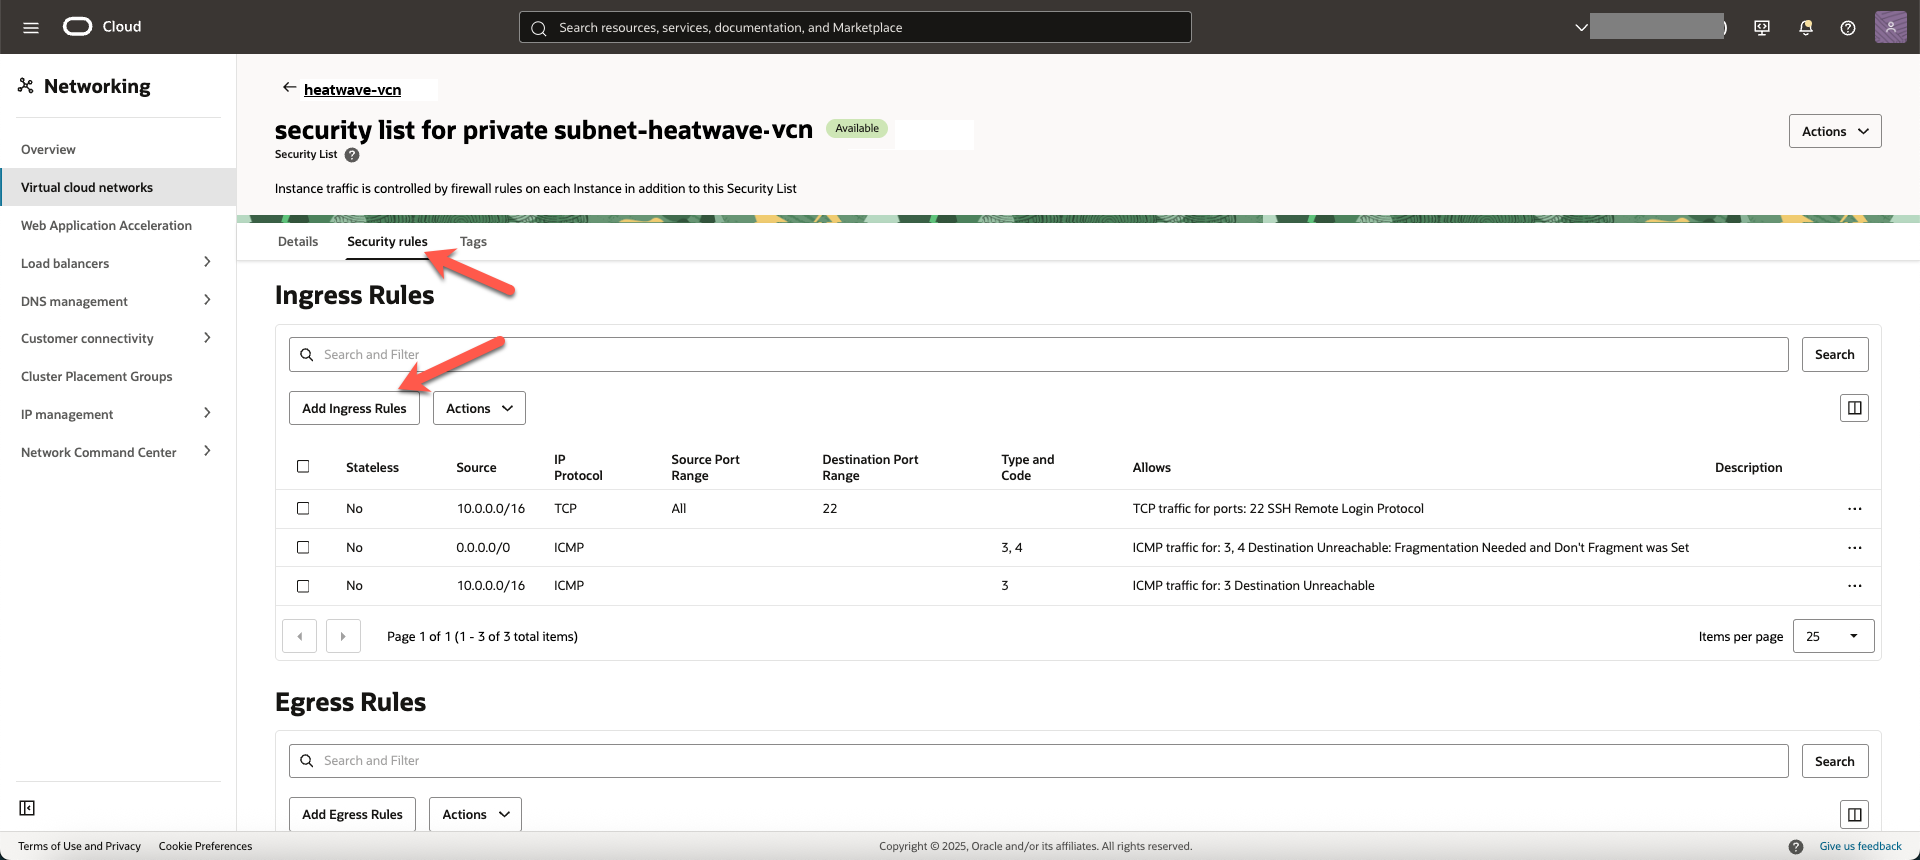 Cloud
Search resources, services, documentation, and Marketplace
Networking
Overview
Virtual cloud networks
Web Application Acceleration
Load balancers
DNS management
Customer connectivity
Cluster Placement Groups
IP management
Network Command Center
heatwave-vcn
security list for private subnet-heatwave-vcn Available
Actions
Security List
Instance traffic is controlled by firewall rules on each Instance in addition to this Security List
Details Security rules Tags
Ingress Rules
Search and Filter Search
Add Ingress Rules Actions
Stateless Source IP Protocol Source Port Range Destination Port Range Type and Code Allows Description
No 10.0.0.0/16 TCP All 22 TCP traffic for ports: 22 SSH Remote Login Protocol
No 0.0.0.0/0 ICMP 3, 4 ICMP traffic for: 3, 4 Destination Unreachable: Fragmentation Needed and Don't Fragment was Set
No 10.0.0.0/16 ICMP 3 ICMP traffic for: 3 Destination Unreachable
Page 1 of 1 (1 - 3 of 3 total items) Items per page 25
Egress Rules
Search and Filter Search
Add Egress Rules Actions
Terms of Use and Privacy Cookie Preferences Copyright © 2025, Oracle and/or its affiliates. All rights reserved. Give us feedback